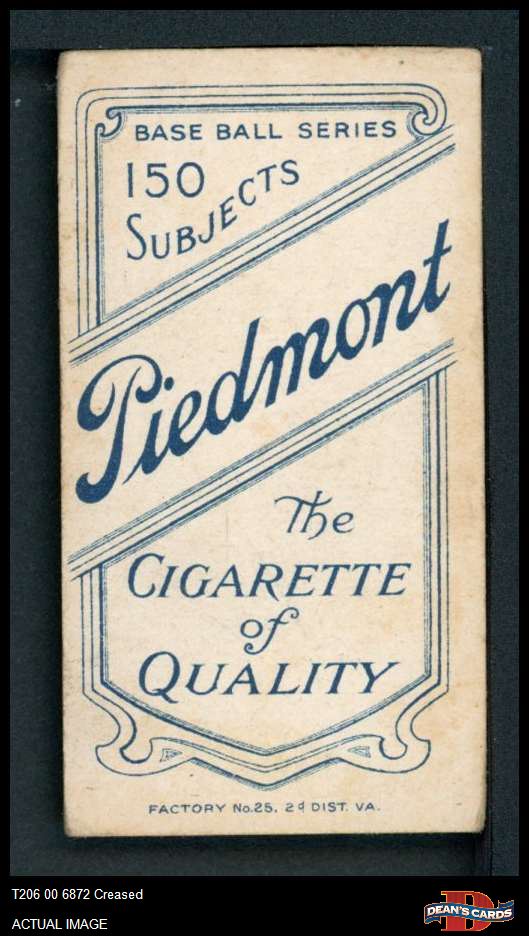 BASE BALL SERIES
150
SUBJECTS
Piedmont
The
CIGARETTE
of
QUALITY
FACTORY No.25. 2d DIST. VA.
T206 00 6872 Creased
ACTUAL IMAGE
DEAN'S CARDS